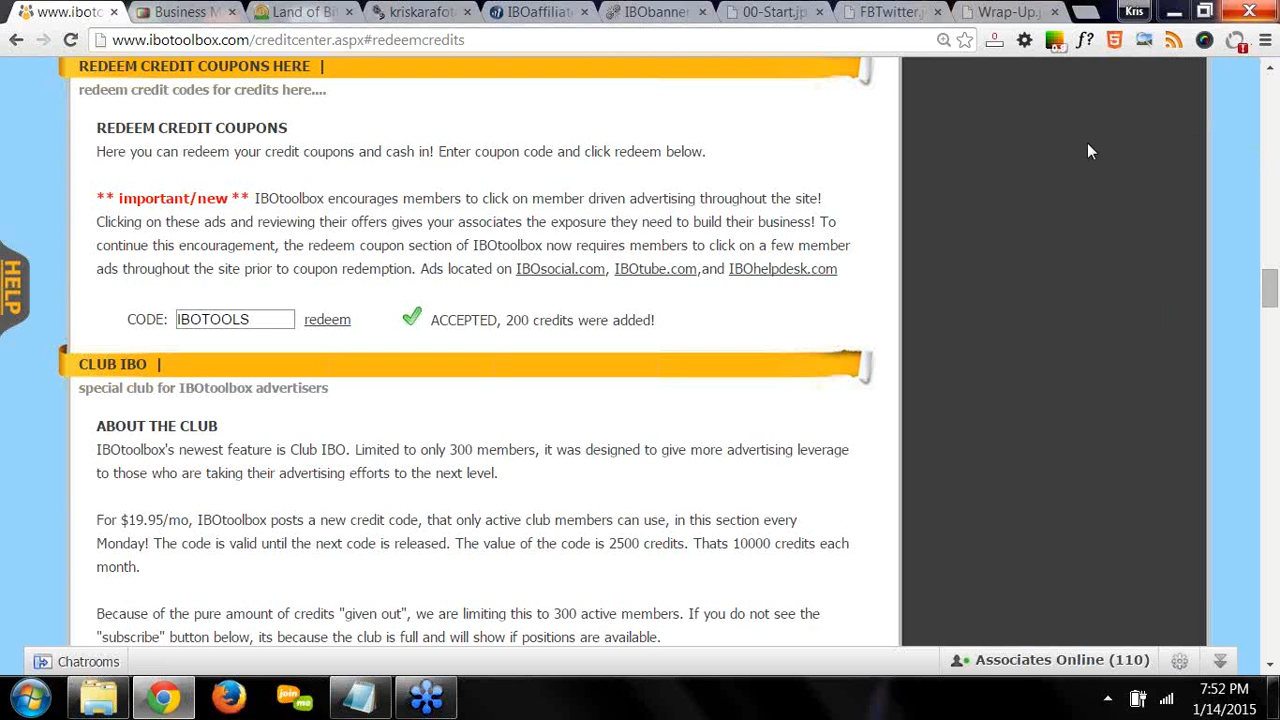 www.ibotc
Business M
Land of Bi
kriskarafot
IBOaffiliat
IBObanne
00-Start.jp
FBTwitter.j
Wrap-Up.j
Kris
www.ibotoolbox.com/creditcenter.aspx#redeemcredits
REDEEM CREDIT COUPONS HERE |
redeem credit codes for credits here....
REDEEM CREDIT COUPONS
Here you can redeem your credit coupons and cash in! Enter coupon code and click redeem below.
** important/new ** IBOtoolbox encourages members to click on member driven advertising throughout the site!
Clicking on these ads and reviewing their offers gives your associates the exposure they need to build their business! To
continue this encouragement, the redeem coupon section of IBOtoolbox now requires members to click on a few member
ads throughout the site prior to coupon redemption. Ads located on IBOsocial.com, IBOtube.com,and IBOhelpdesk.com
CODE: IBOTOOLS redeem ACCEPTED, 200 credits were added!
HELP
CLUB IBO |
special club for IBOtoolbox advertisers
ABOUT THE CLUB
IBOtoolbox's newest feature is Club IBO. Limited to only 300 members, it was designed to give more advertising leverage
to those who are taking their advertising efforts to the next level.
For $19.95/mo, IBOtoolbox posts a new credit code, that only active club members can use, in this section every
Monday! The code is valid until the next code is released. The value of the code is 2500 credits. Thats 10000 credits each
month.
Because of the pure amount of credits "given out", we are limiting this to 300 active members. If you do not see the
"subscribe" button below, its because the club is full and will show if positions are available.
Chatrooms
Associates Online (110)
join me
7:52 PM
1/14/2015